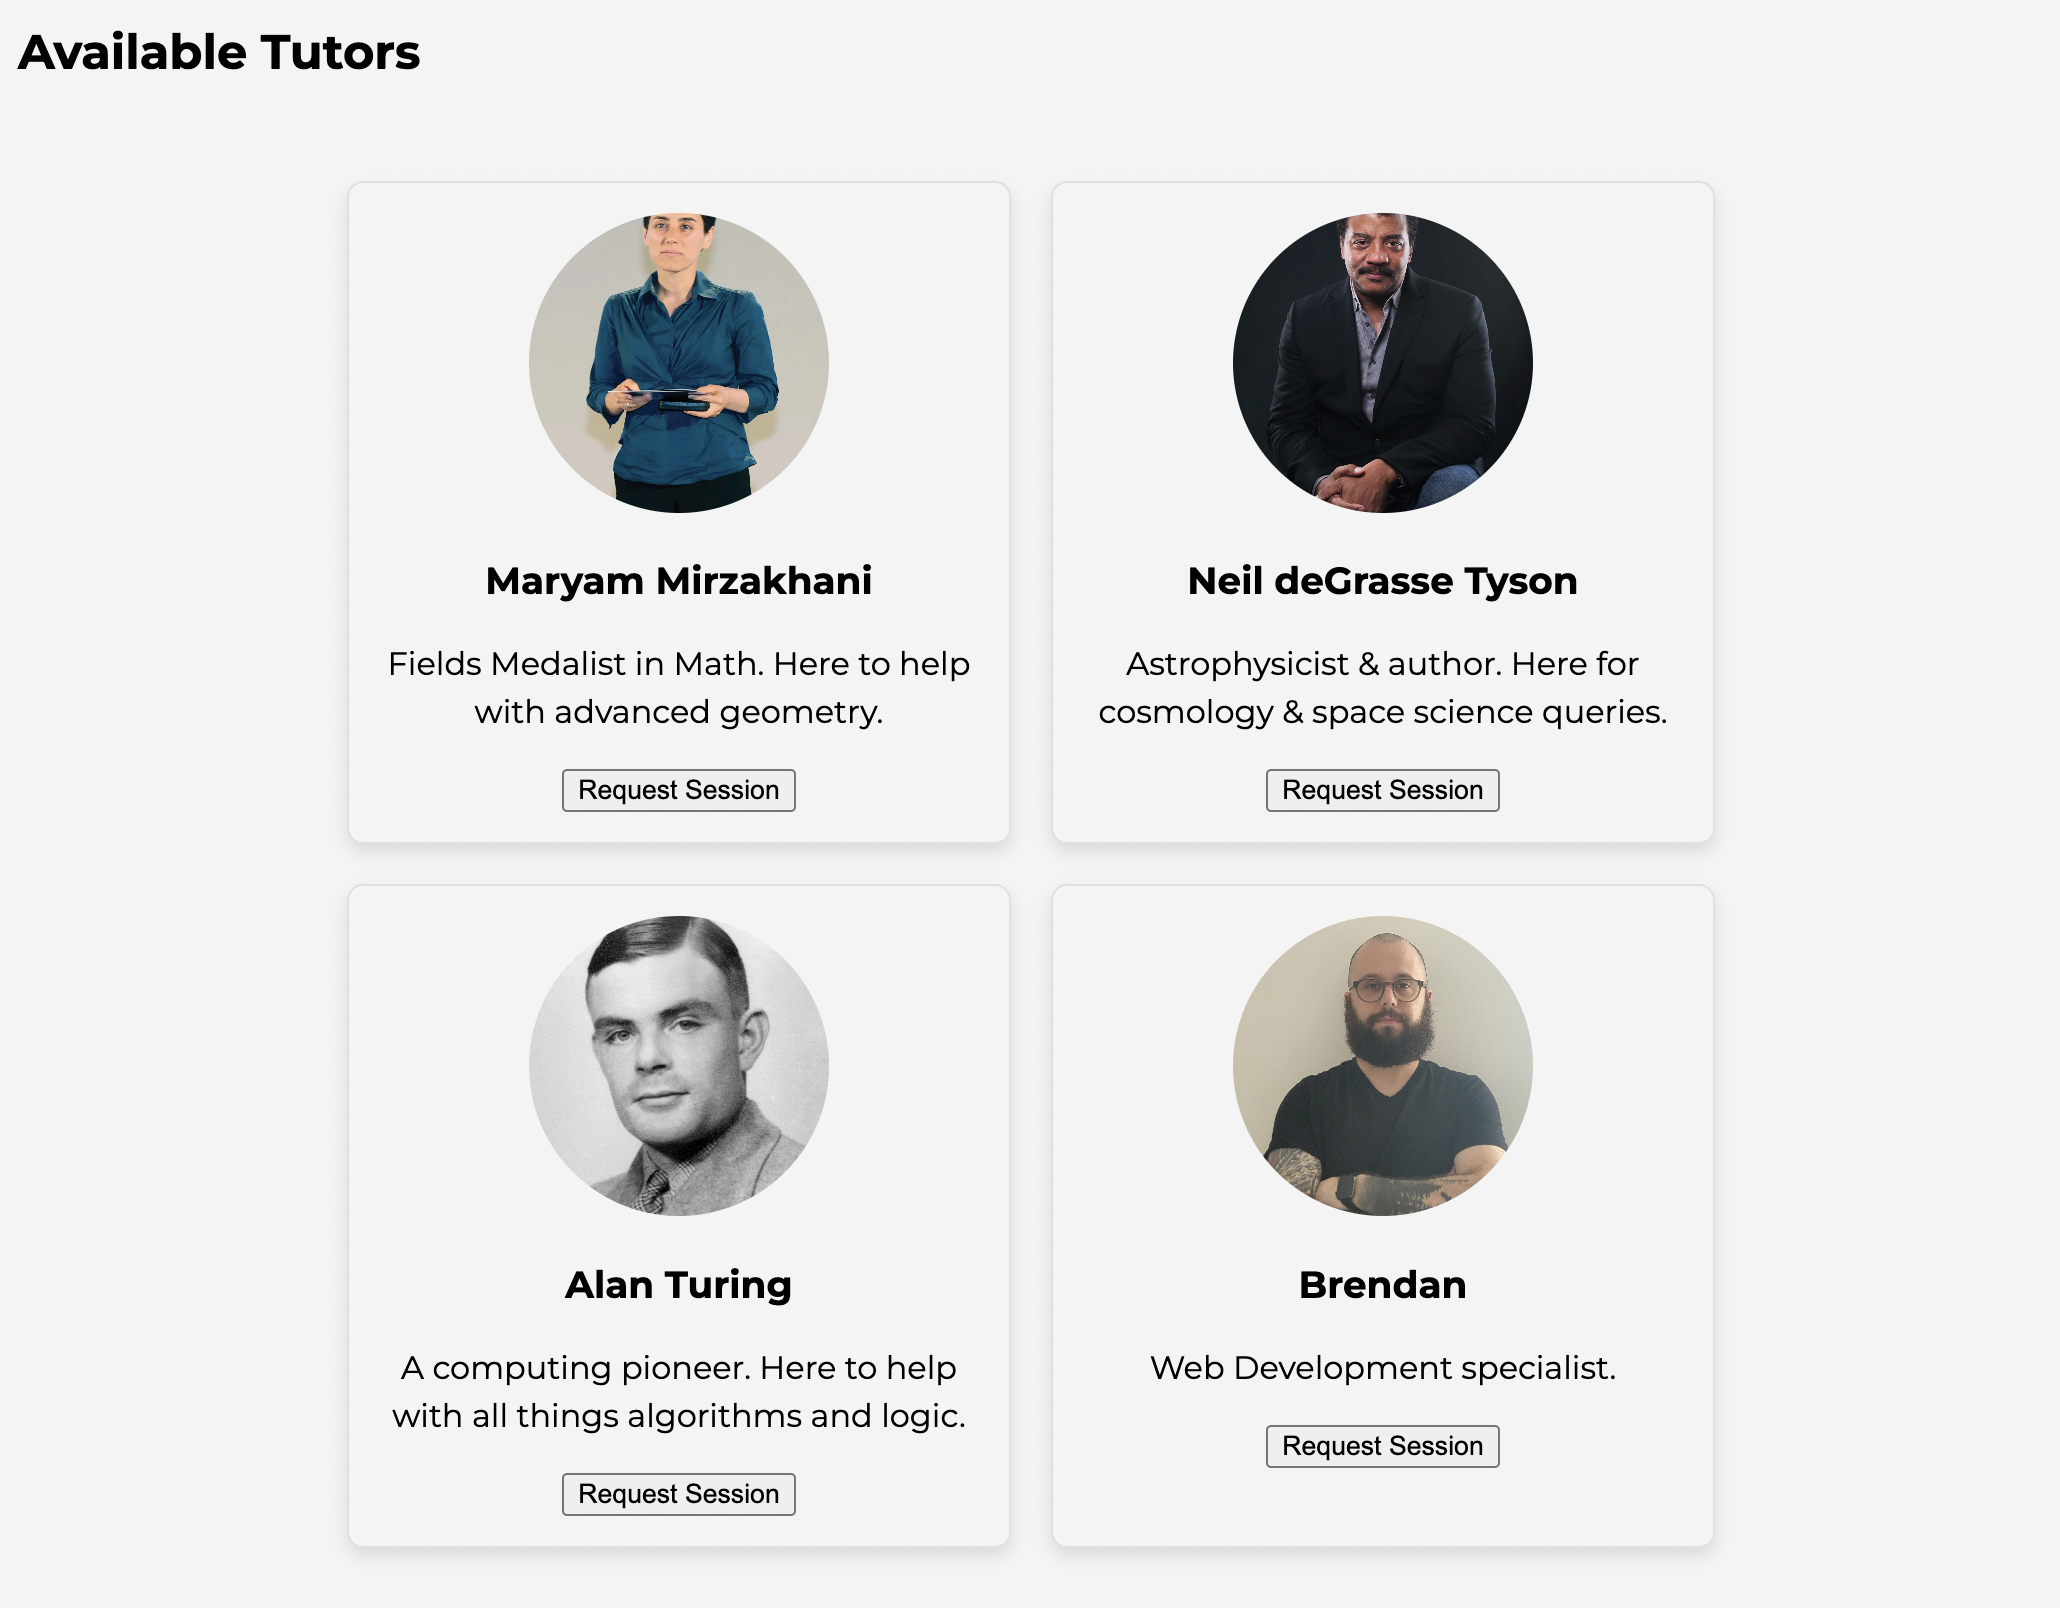 Available Tutors
Maryam Mirzakhani
Fields Medalist in Math. Here to help
with advanced geometry.
Request Session
Neil deGrasse Tyson
Astrophysicist & author. Here for
cosmology & space science queries.
Request Session
Alan Turing
A computing pioneer. Here to help
with all things algorithms and logic.
Request Session
Brendan
Web Development specialist.
Request Session